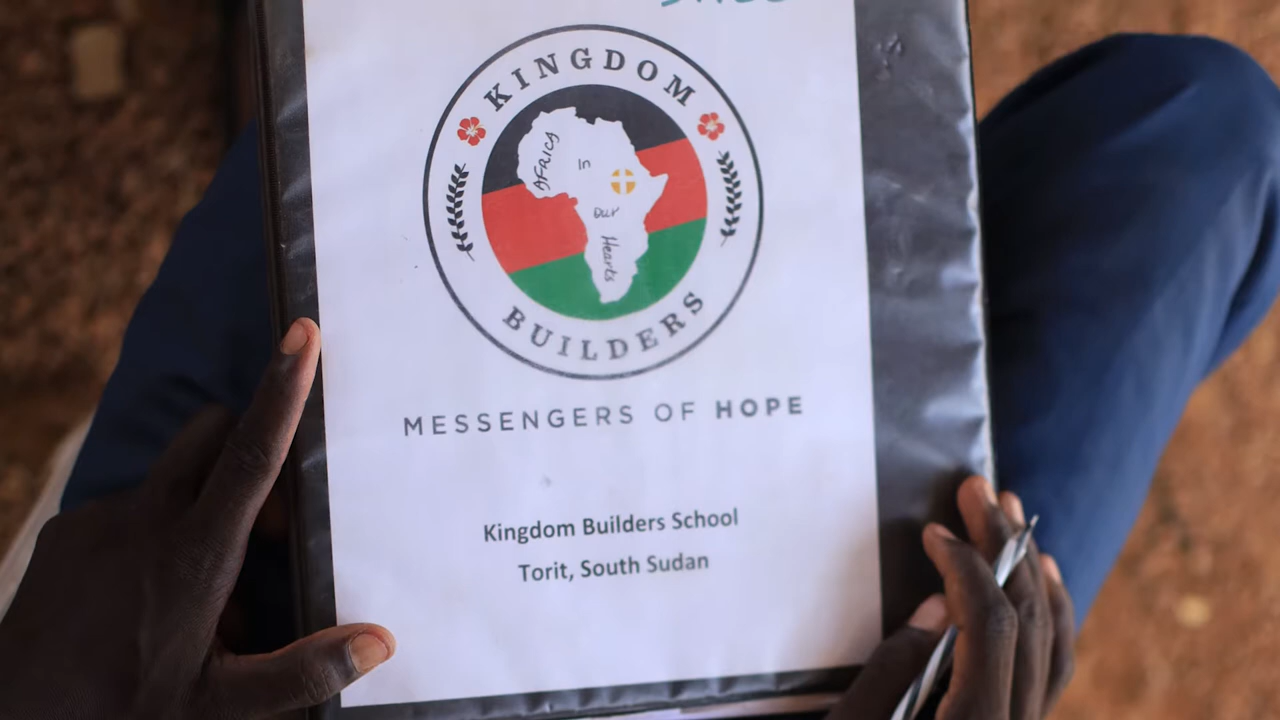 KINGDOM
AFRICA
In
Our
Hearts
BUILDERS
MESSENGERS OF HOPE
Kingdom Builders School
Torit, South Sudan